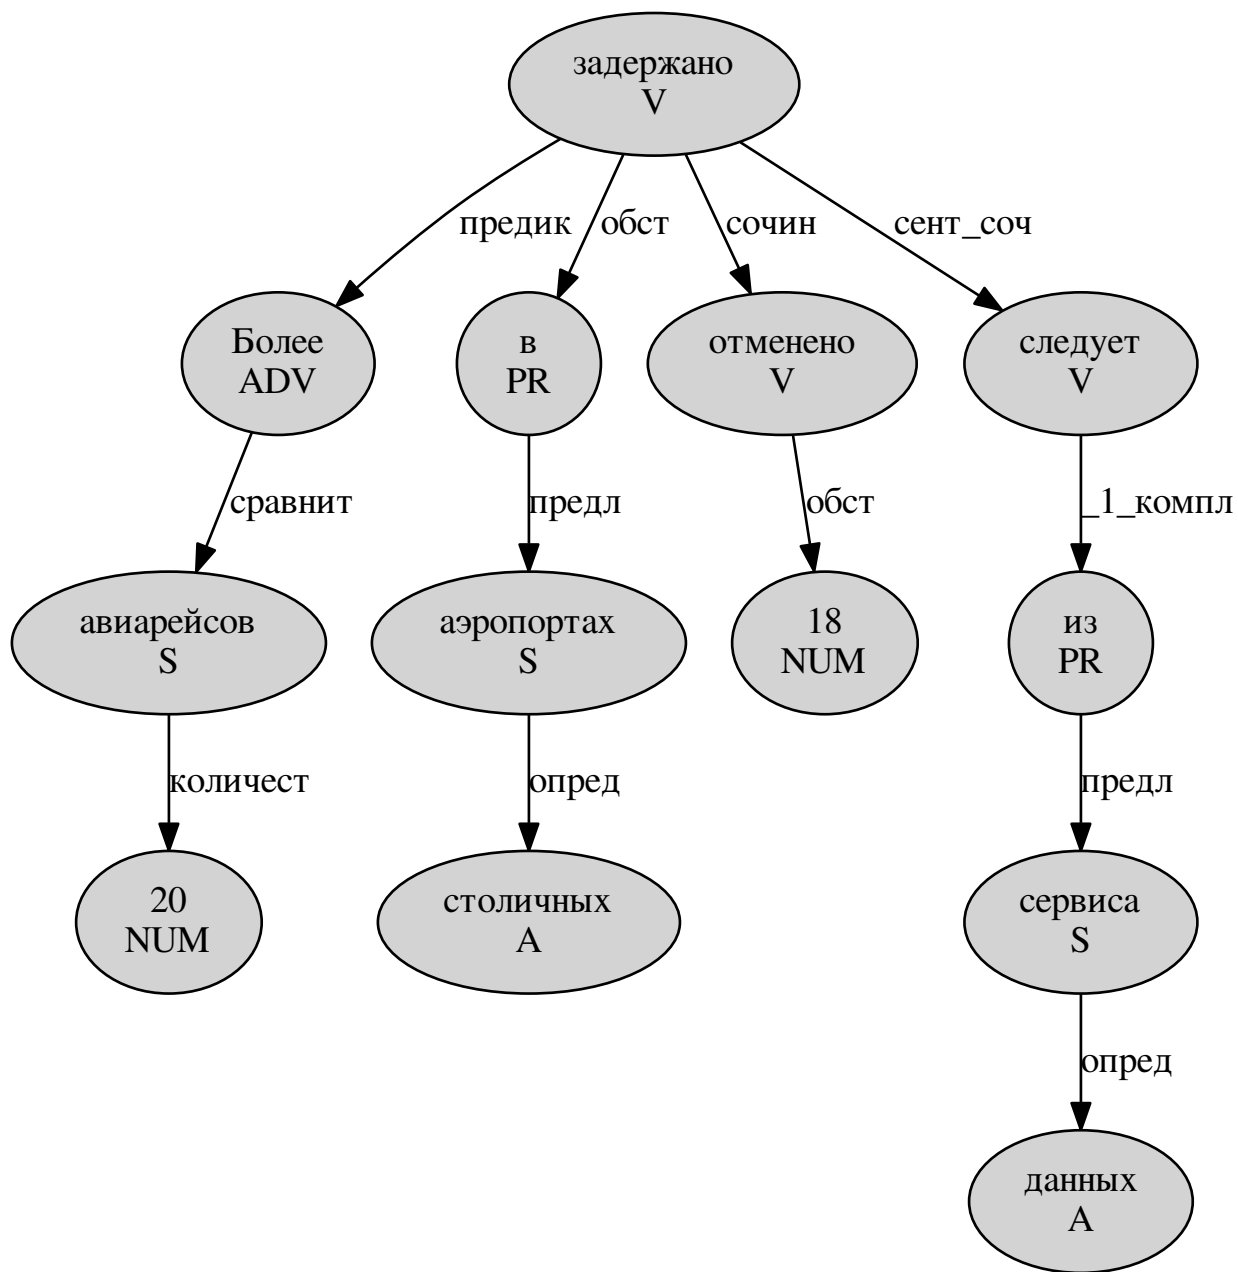 задержано
V
предик обст сочин сент_соч
Более в отменено следует
ADV PR V V
сравнит предл обст _1_компл
авиарейсов аэропортах 18 из
S S NUM PR
количест опред предл
20 столичных сервиса
NUM A S
опред
данных
A